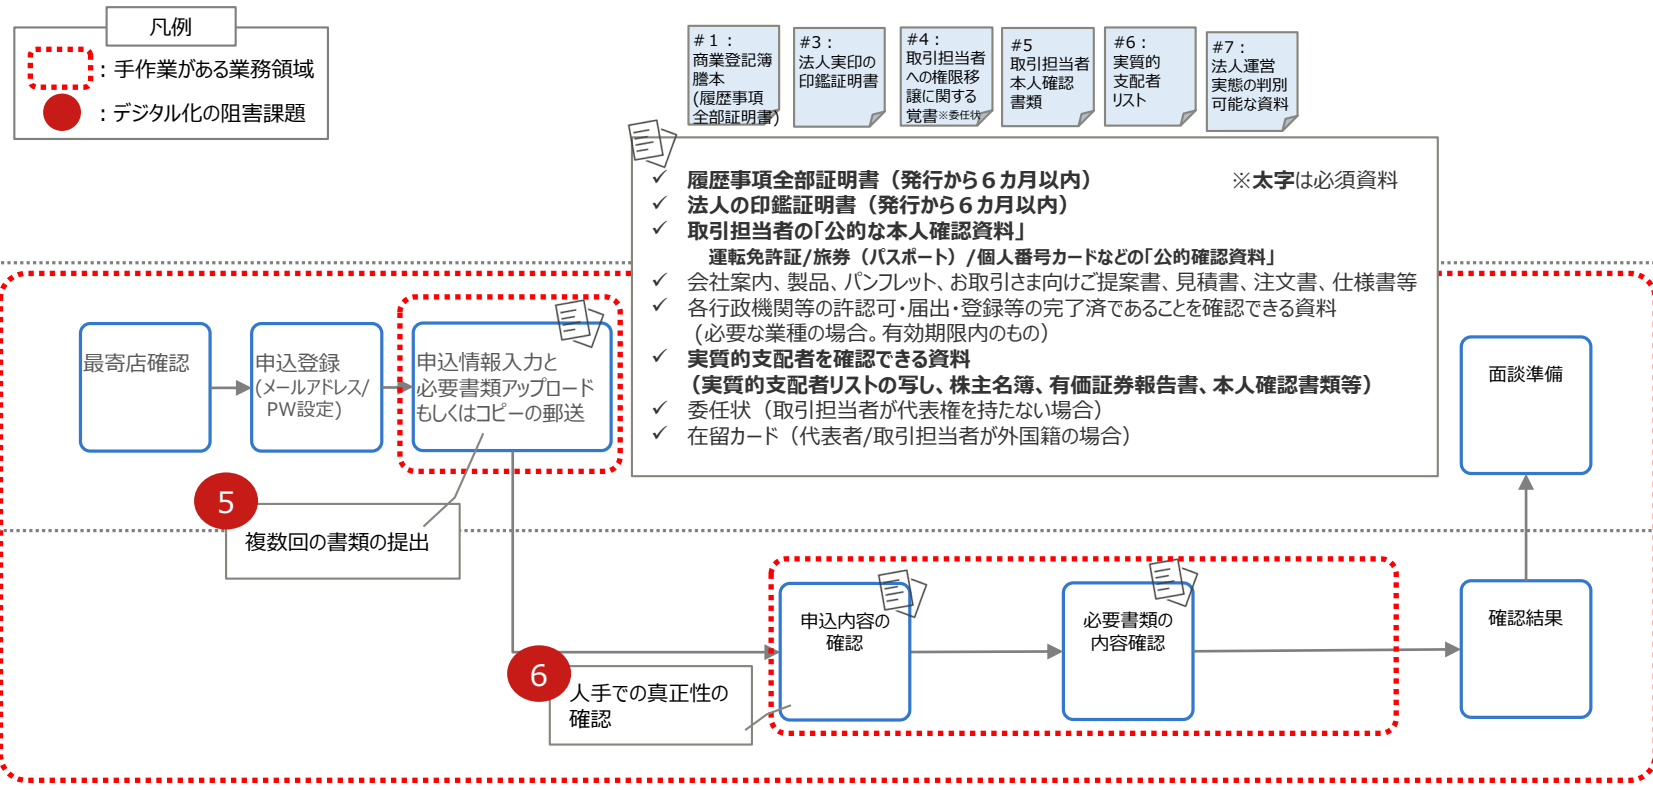 凡例
：手作業がある業務領域
：デジタル化の阻害課題
#１：
商業登記簿
謄本
(履歴事項
全部証明書)
#3：
法人実印の
印鑑証明書
#4：
取引担当者
への権限移
譲に関する
覚書※委任状
#5
取引担当者
本人確認
書類
#6：
実質的
支配者
リスト
#7：
法人運営
実態の判別
可能な資料
✓ 履歴事項全部証明書（発行から６カ月以内）
※太字は必須資料
✓ 法人の印鑑証明書（発行から６カ月以内）
✓ 取引担当者の「公的な本人確認資料」
運転免許証/旅券（パスポート）/個人番号カードなどの「公的確認資料」
✓ 会社案内、製品、パンフレット、お取引さま向けご提案書、見積書、注文書、仕様書等
✓ 各行政機関等の許認可・届出・登録等の完了済であることを確認できる資料
(必要な業種の場合。有効期限内のもの）
✓ 実質的支配者を確認できる資料
（実質的支配者リストの写し、株主名簿、有価証券報告書、本人確認書類等）
✓ 委任状（取引担当者が代表権を持たない場合）
✓ 在留カード（代表者/取引担当者が外国籍の場合）
最寄店確認
申込登録
(メールアドレス/
PW設定)
申込情報入力と
必要書類アップロード
もしくはコピーの郵送
面談準備
5
複数回の書類の提出
6
人手での真正性の
確認
申込内容の
確認
必要書類の
内容確認
確認結果